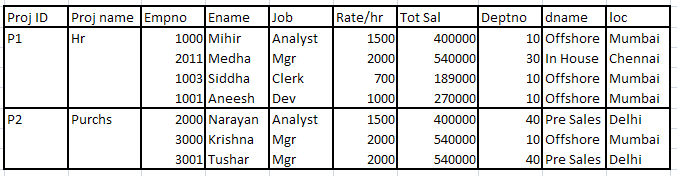 Proj ID Proj name Empno Ename Job Rate/hr Tot Sal Deptno dname loc
P1 Hr 1000 Mihir Analyst 1500 400000 10 Offshore Mumbai
2011 Medha Mgr 2000 540000 30 In House Chennai
1003 Siddha Clerk 700 189000 10 Offshore Mumbai
1001 Aneesh Dev 1000 270000 10 Offshore Mumbai
P2 Purchs 2000 Narayan Analyst 1500 400000 40 Pre Sales Delhi
3000 Krishna Mgr 2000 540000 10 Offshore Mumbai
3001 Tushar Mgr 2000 540000 40 Pre Sales Delhi